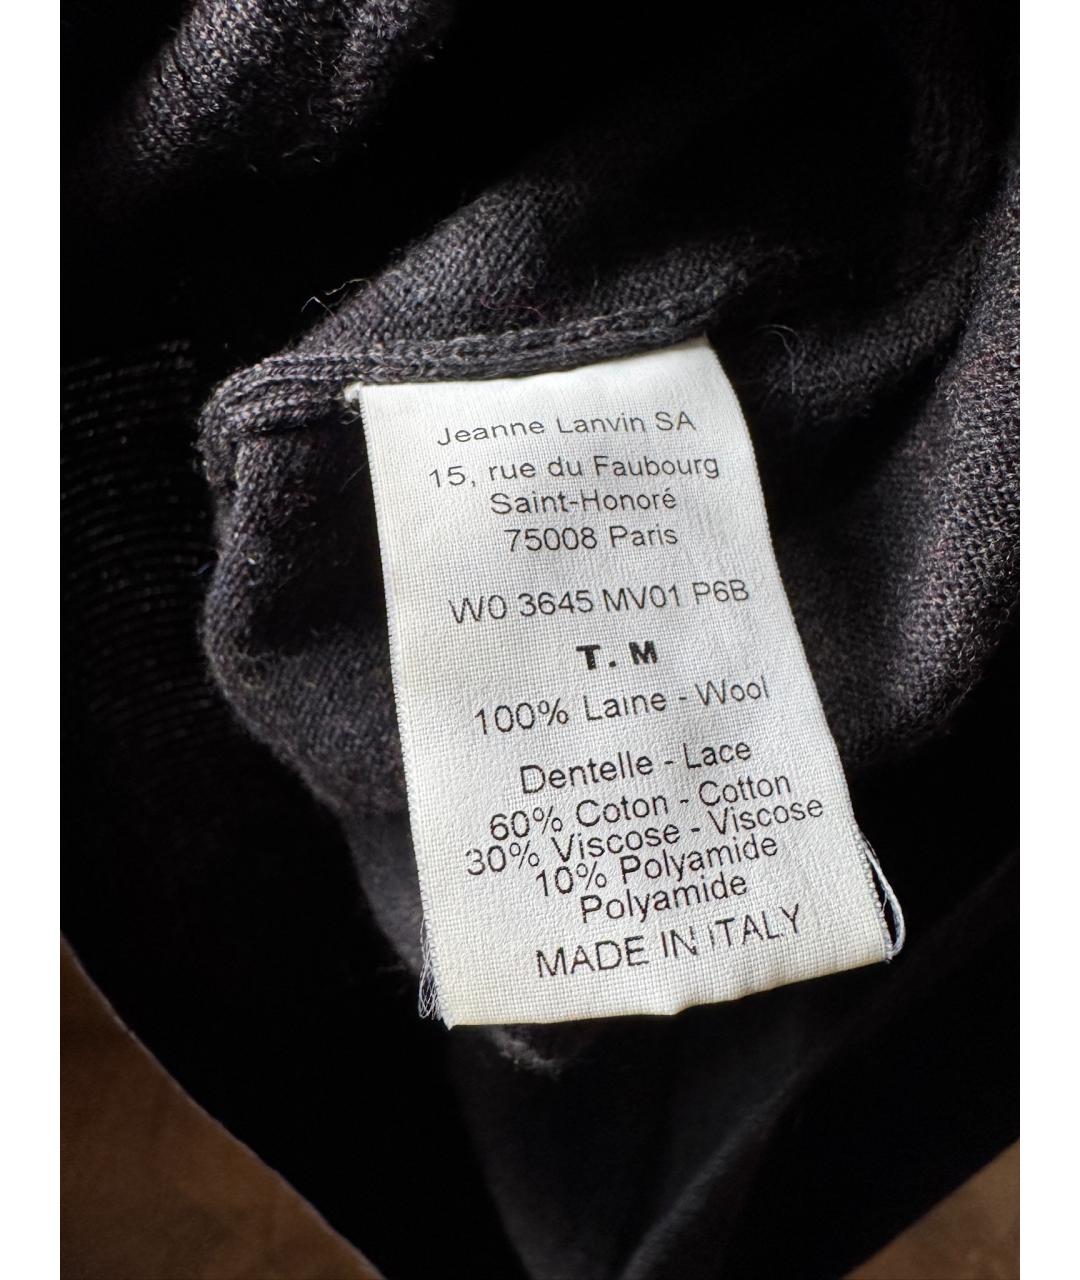 Jeanne Lanvin SA
15, rue du Faubourg
Saint-Honoré
75008 Paris
W0 3645 MV01 P6B
T. M
100% Laine - Wool
Dentelle - Lace
60% Coton - Cotton
30% Viscose - Viscose
10% Polyamide
Polyamide
MADE IN ITALY